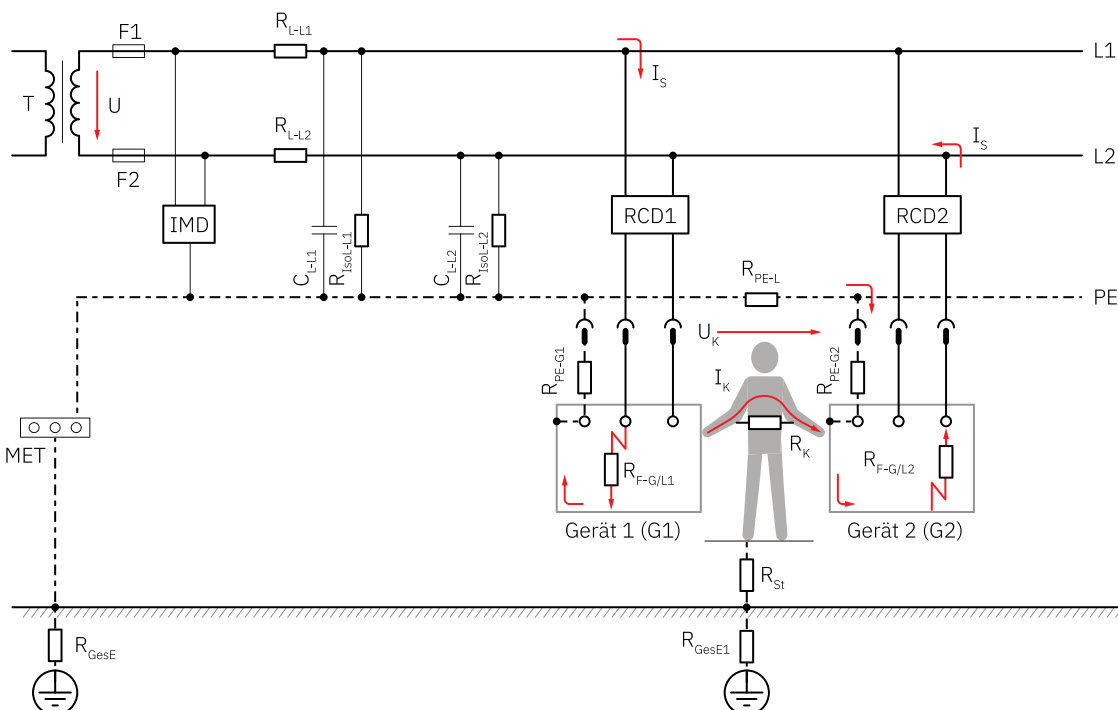 F1
R_L-L1
L1
I_S
T
U
R_L-L2
F2
I_S
L2
IMD
RCD1
RCD2
C_L-L1
R_IsoL-L1
C_L-L2
R_IsoL-L2
R_PE-L
PE
U_K
R_PE-G1
I_K
R_PE-G2
MET
R_K
R_F-G/L1
R_F-G/L2
Gerät 1 (G1)
Gerät 2 (G2)
R_St
R_GesE
R_GesE1